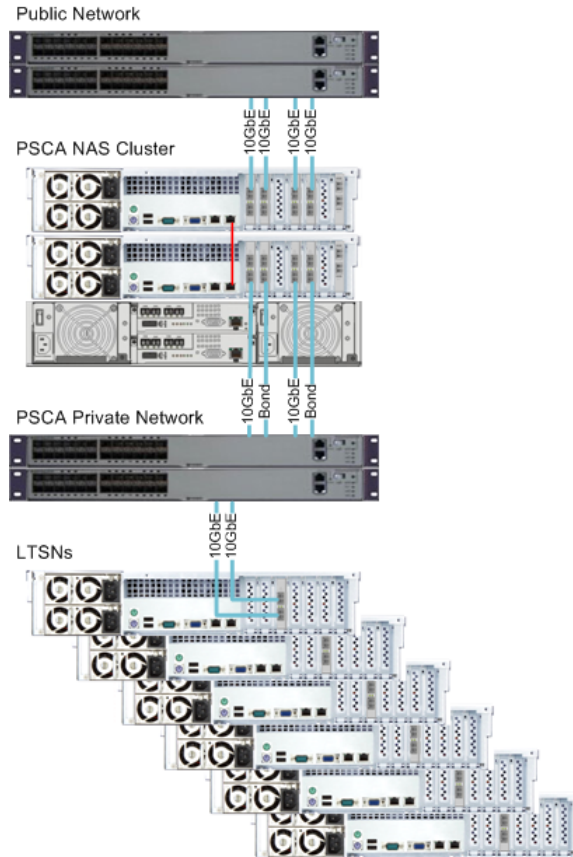 Public Network
10GbE 10GbE 10GbE 10GbE
PSCA NAS Cluster
10GbE Bond 10GbE Bond
PSCA Private Network
10GbE 10GbE
LTSNs